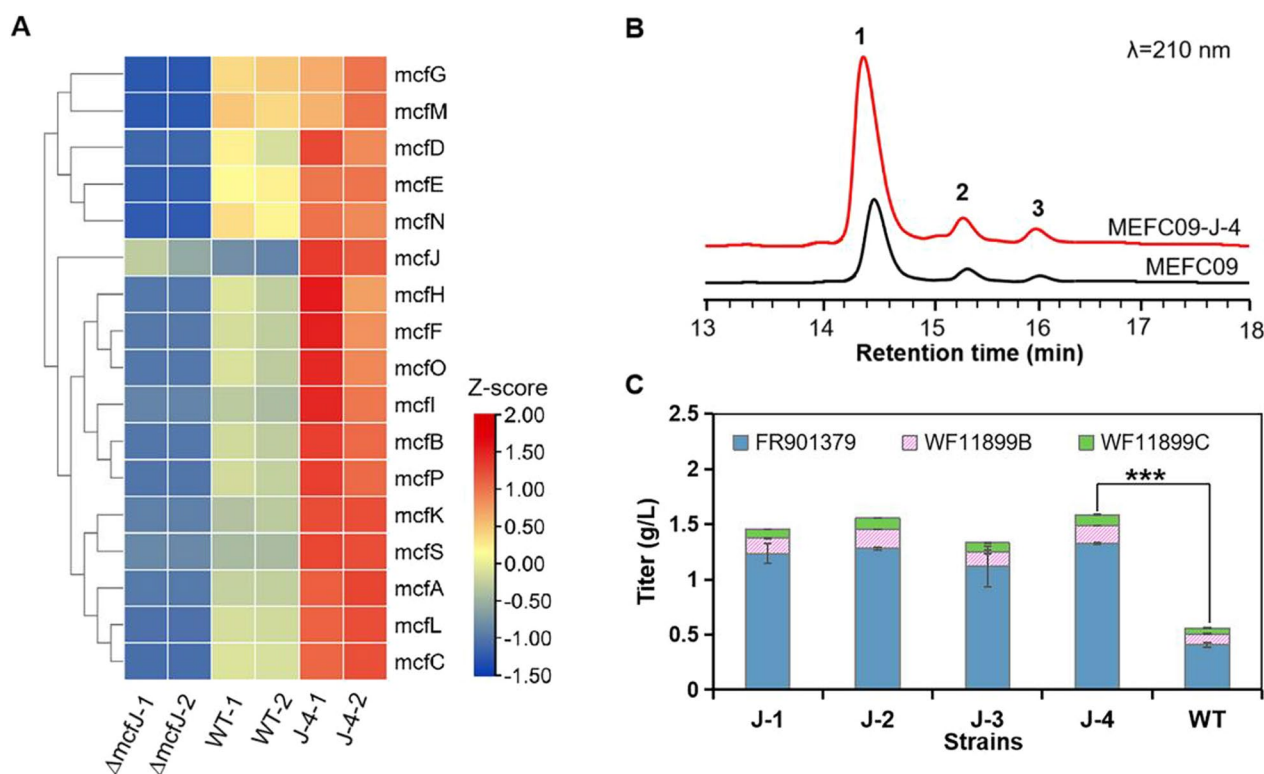 A
mcfG
mcfM
mcfD
mcfE
mcfN
mcfJ
mcfH
mcfF
mcfO
mcfI
mcfB
mcfP
mcfK
mcfS
mcfA
mcfL
mcfC
ΔmcfJ-1
ΔmcfJ-2
WT-1
WT-2
J-4-1
J-4-2
Z-score
2.00
1.50
1.00
0.50
0.00
-0.50
-1.00
-1.50
B
λ=210 nm
1
2
3
MEFC09-J-4
MEFC09
13 14 15 16 17 18
Retention time (min)
C
Titer (g/L)
2.5
2
1.5
1
0.5
0
FR901379 WF11899B WF11899C
***
J-1 J-2 J-3 J-4 WT
Strains